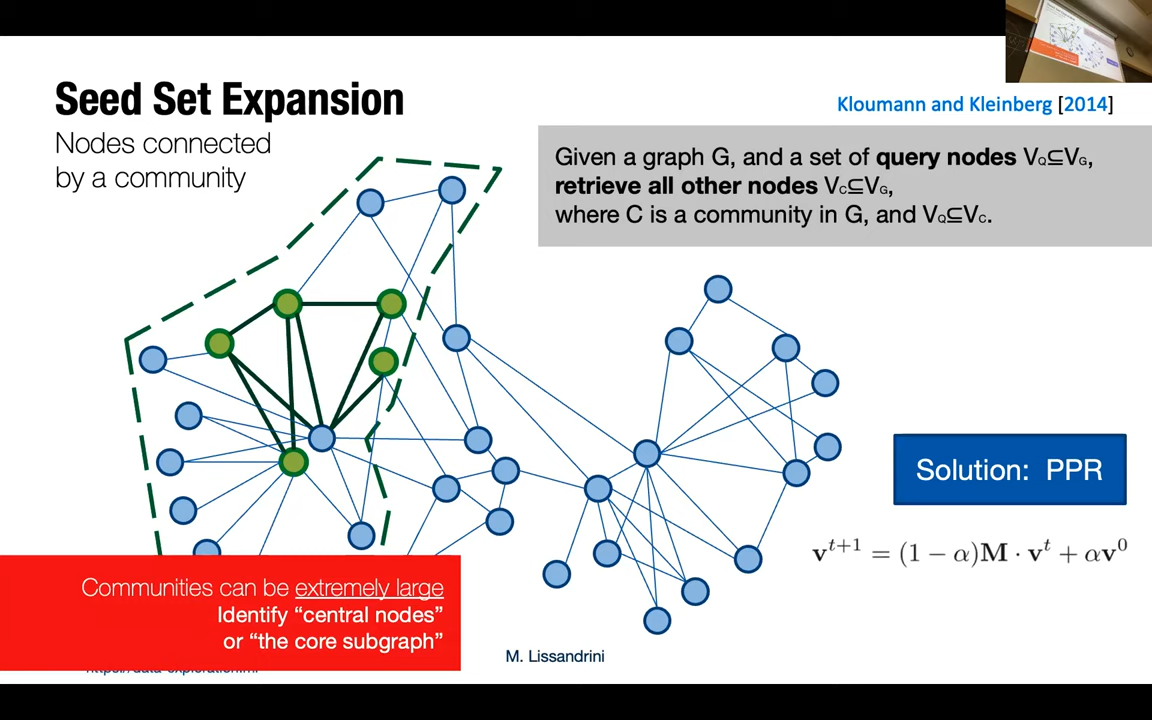 Seed Set Expansion
Nodes connected
by a community
Kloumann and Kleinberg [2014]
Given a graph G, and a set of query nodes V_Q⊆V_G,
retrieve all other nodes V_C⊆V_G,
where C is a community in G, and V_Q⊆V_C.
Solution: PPR
v^{t+1} = (1 − α)M · v^t + αv^0
Communities can be extremely large
Identify “central nodes”
or “the core subgraph”
M. Lissandrini